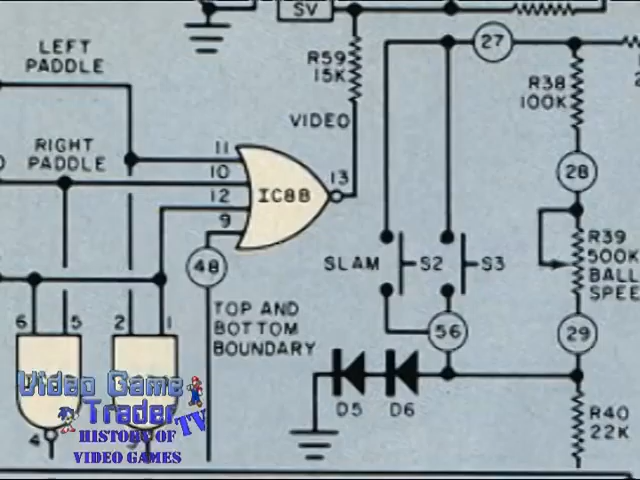 5V
27
LEFT
PADDLE
R59
15K
R38
100K
VIDEO
11
RIGHT
PADDLE
10
13
28
12
IC8B
9
R39
500K
BALL
SPEE
48
SLAM
S2
S3
TOP AND
BOTTOM
BOUNDARY
6
5
2
1
56
29
D5
D6
R40
22K
4
Video Game
Trader
TV
HISTORY OF
VIDEO GAMES